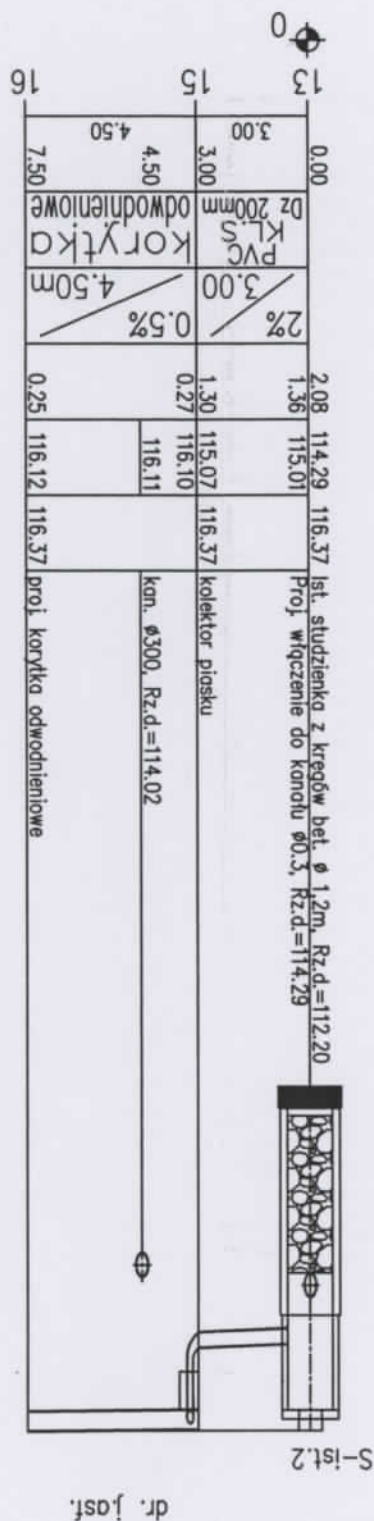 dr. j.asf.
S-ist.2
Ist. studzienka z kręgów bet. ø 1,2m, Rz.d.=112.20
Proj. włączenie do kanału ø0.3, Rz.d.=114.29
kolektor piasku
kan. ø300, Rz.d.=114.02
proj. korytka odwodnieniowe
116.37
116.37
116.37
114.29
115.01
115.07
116.10
116.11
116.12
2.08
1.36
1.30
0.27
0.25
2%
3.00
0.5%
4.50m
PVC
KL.S
Dz 200mm
korytka
odwodnieniowe
0.00
3.00
4.50
7.50
3.00
4.50
13
15
16
0